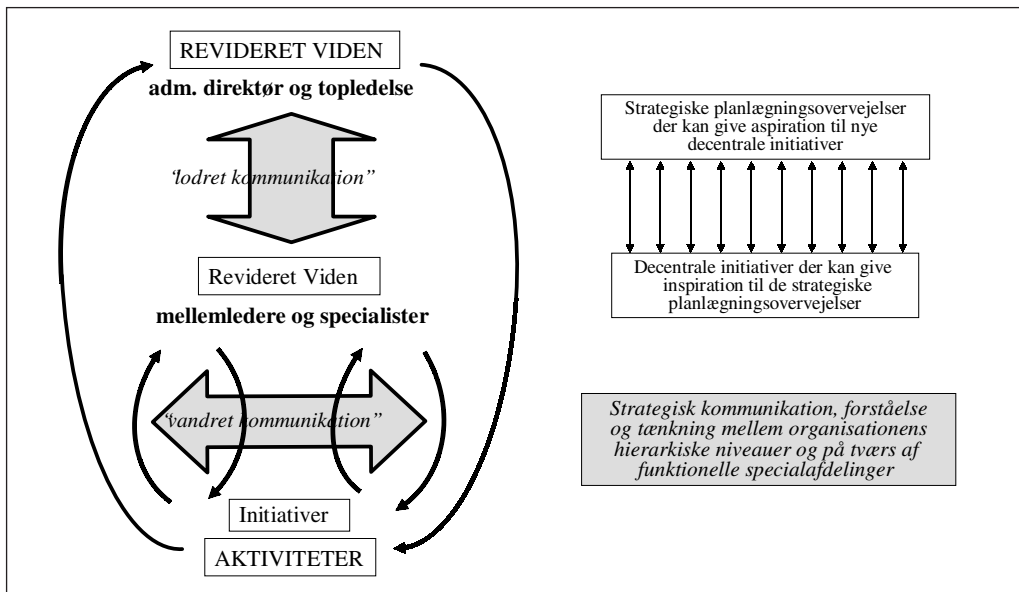 REVIDERET VIDEN
adm. direktør og topledelse
“lodret kommunikation”
Revideret Viden
mellemledere og specialister
“vandret kommunikation”
Initiativer
AKTIVITETER
Strategiske planlægningsovervejelser
der kan give aspiration til nye
decentrale initiativer
Decentrale initiativer der kan give
inspiration til de strategiske
planlægningsovervejelser
Strategisk kommunikation, forståelse
og tænkning mellem organisationens
hierarkiske niveauer og på tværs af
funktionelle specialafdelinger